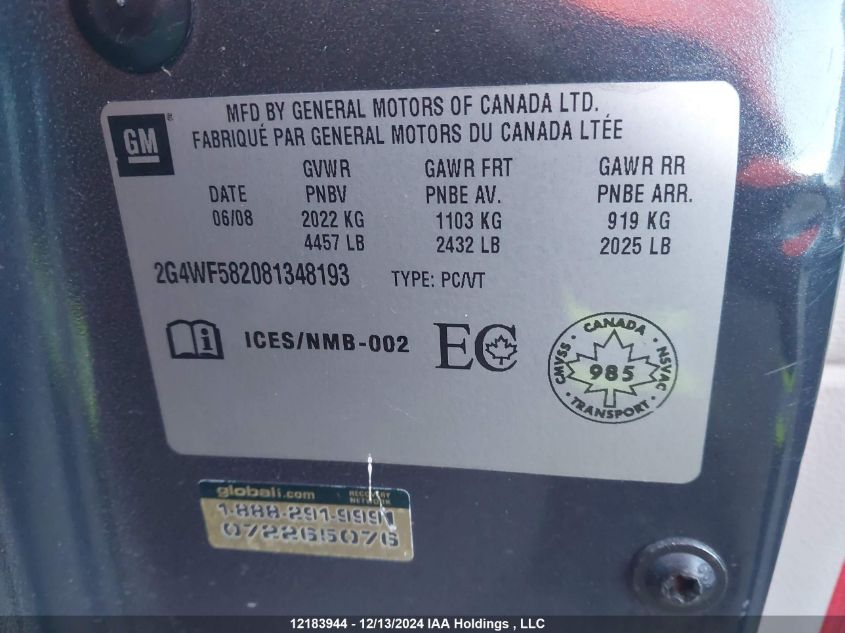 GM ®
MFD BY GENERAL MOTORS OF CANADA LTD.
FABRIQUÉ PAR GENERAL MOTORS DU CANADA LTÉE
GVWR GAWR FRT GAWR RR
DATE PNBV PNBE AV. PNBE ARR.
06/08 2022 KG 1103 KG 919 KG
4457 LB 2432 LB 2025 LB
2G4WF582081348193 TYPE: PC/VT
i ICES/NMB-002 EC
CANADA
CMVSS 985 NSVAC
TRANSPORT
globali.com RECOVERY
NETWORK
1-888-291-9991
072265076
12183944 - 12/13/2024 IAA Holdings , LLC